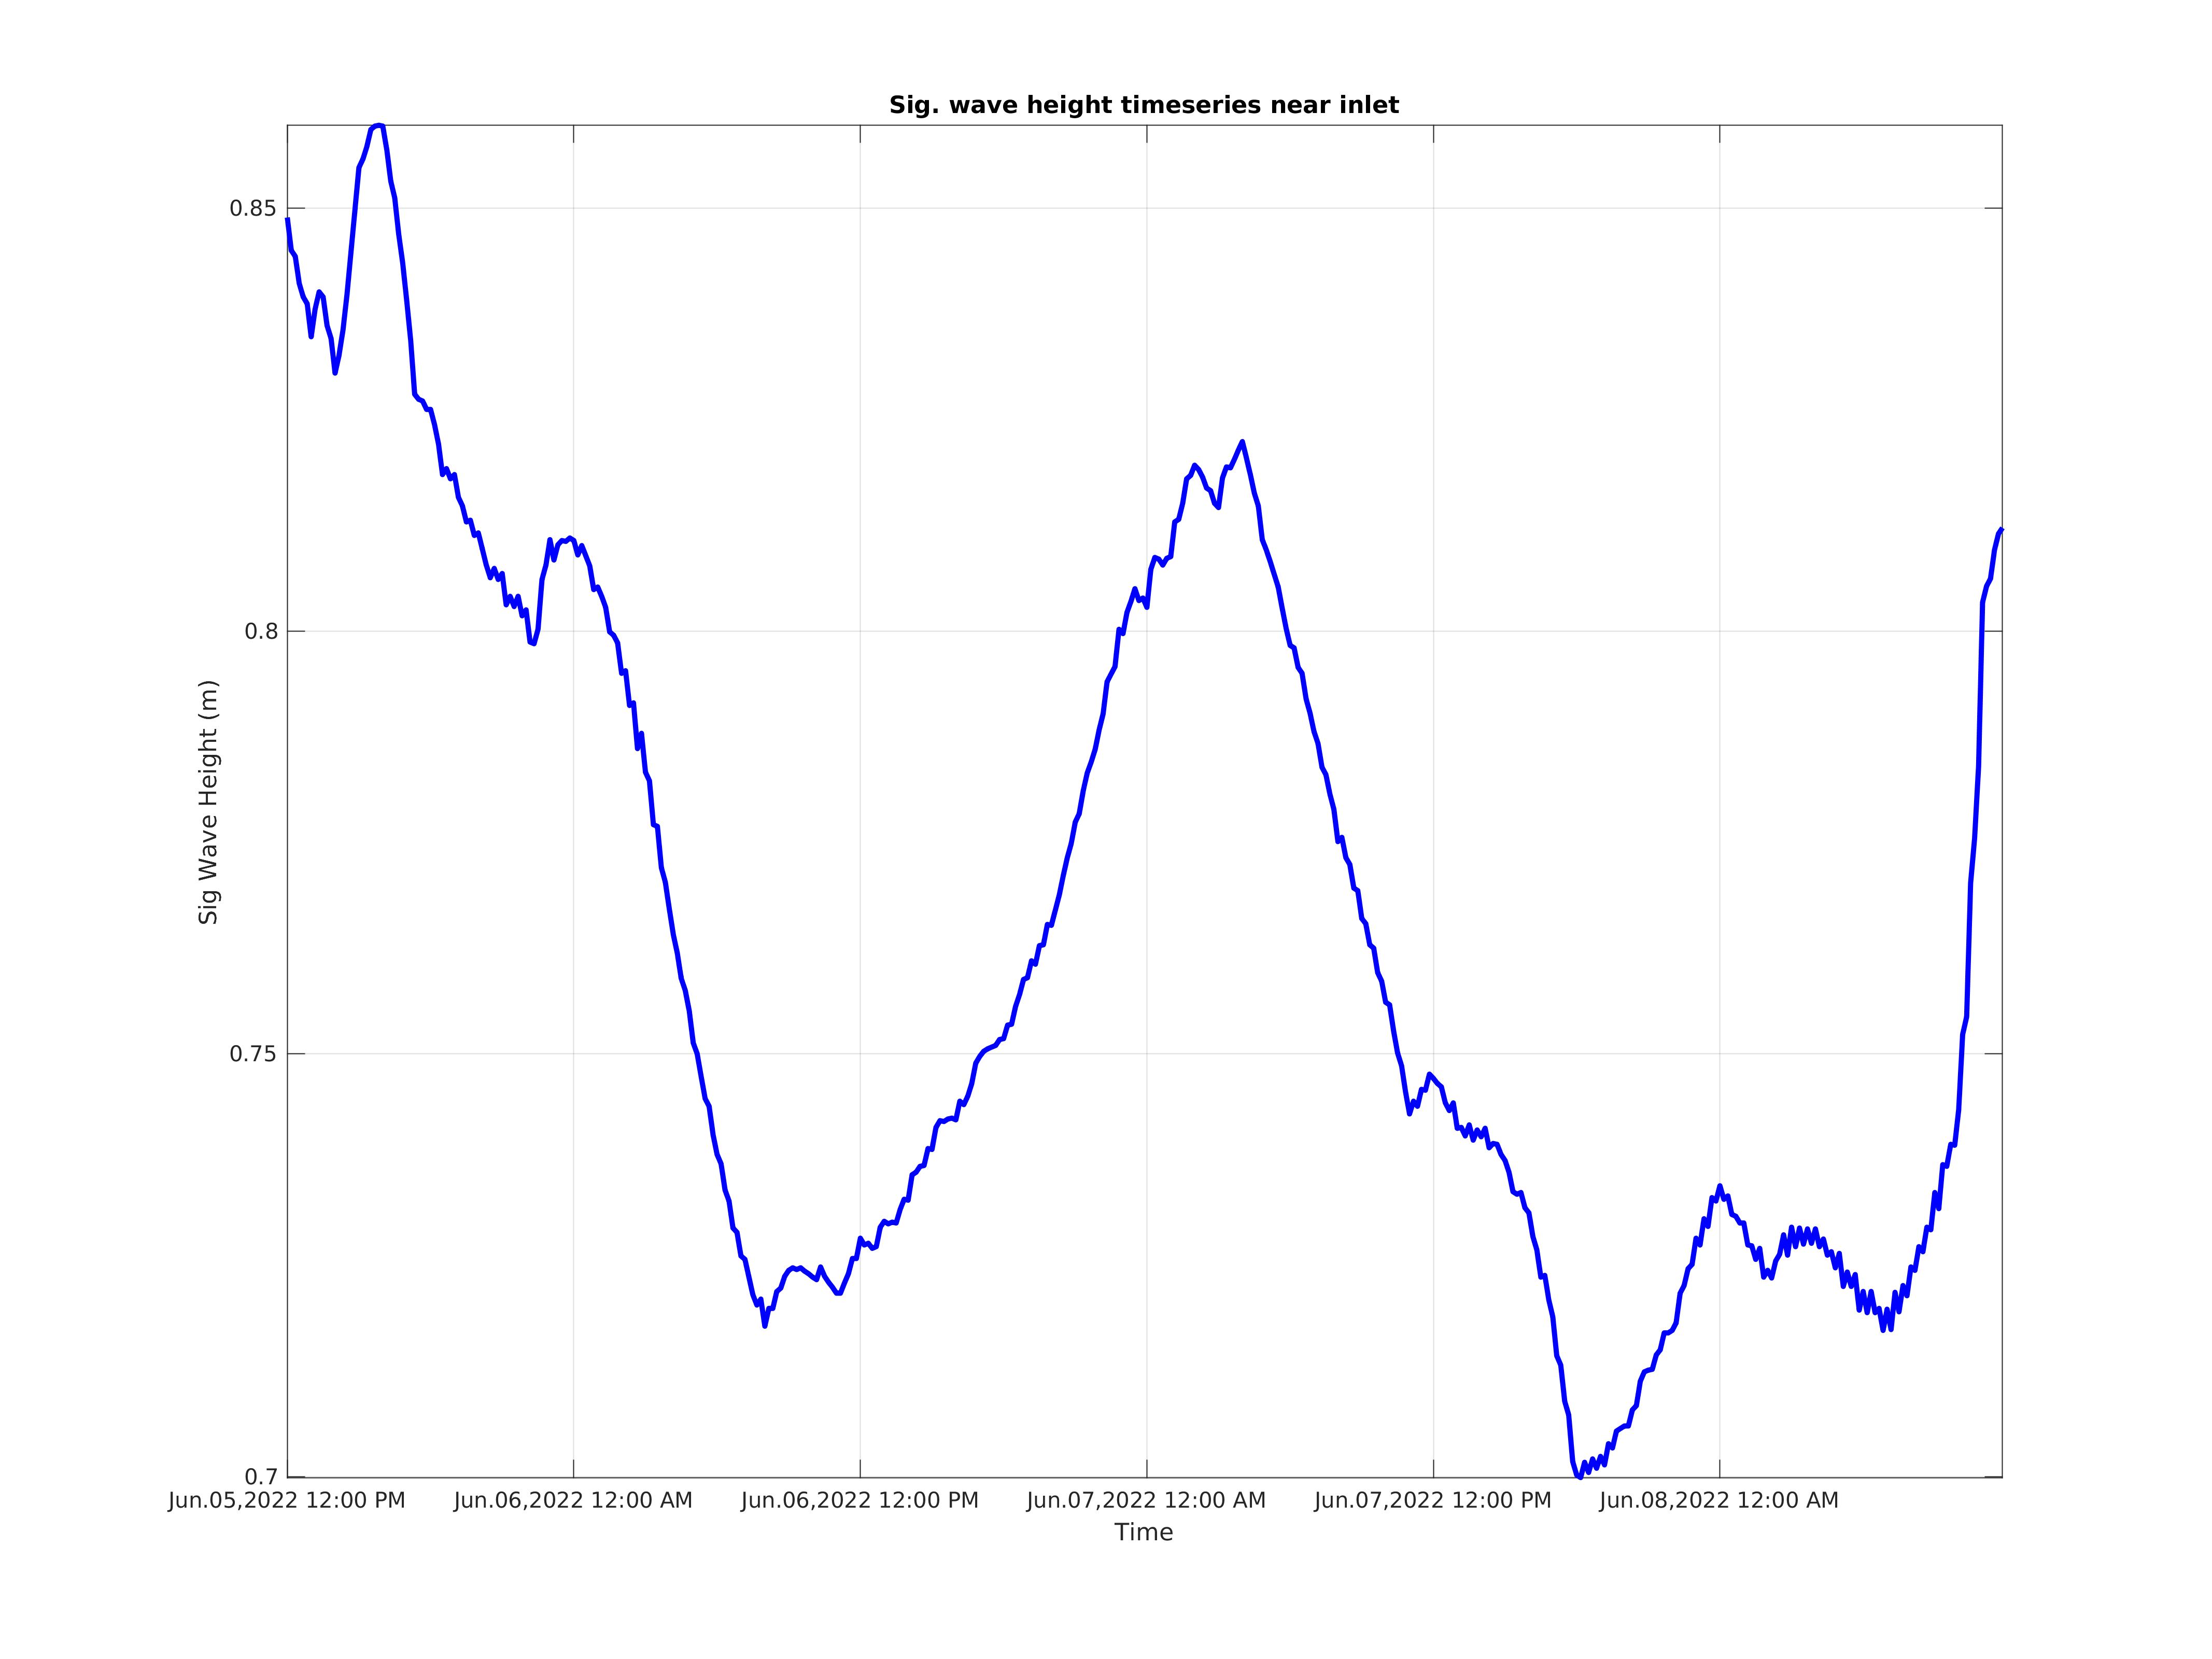 Sig. wave height timeseries near inlet
0.85
0.8
0.75
0.7
Sig Wave Height (m)
Jun.05,2022 12:00 PM
Jun.06,2022 12:00 AM
Jun.06,2022 12:00 PM
Jun.07,2022 12:00 AM
Jun.07,2022 12:00 PM
Jun.08,2022 12:00 AM
Time